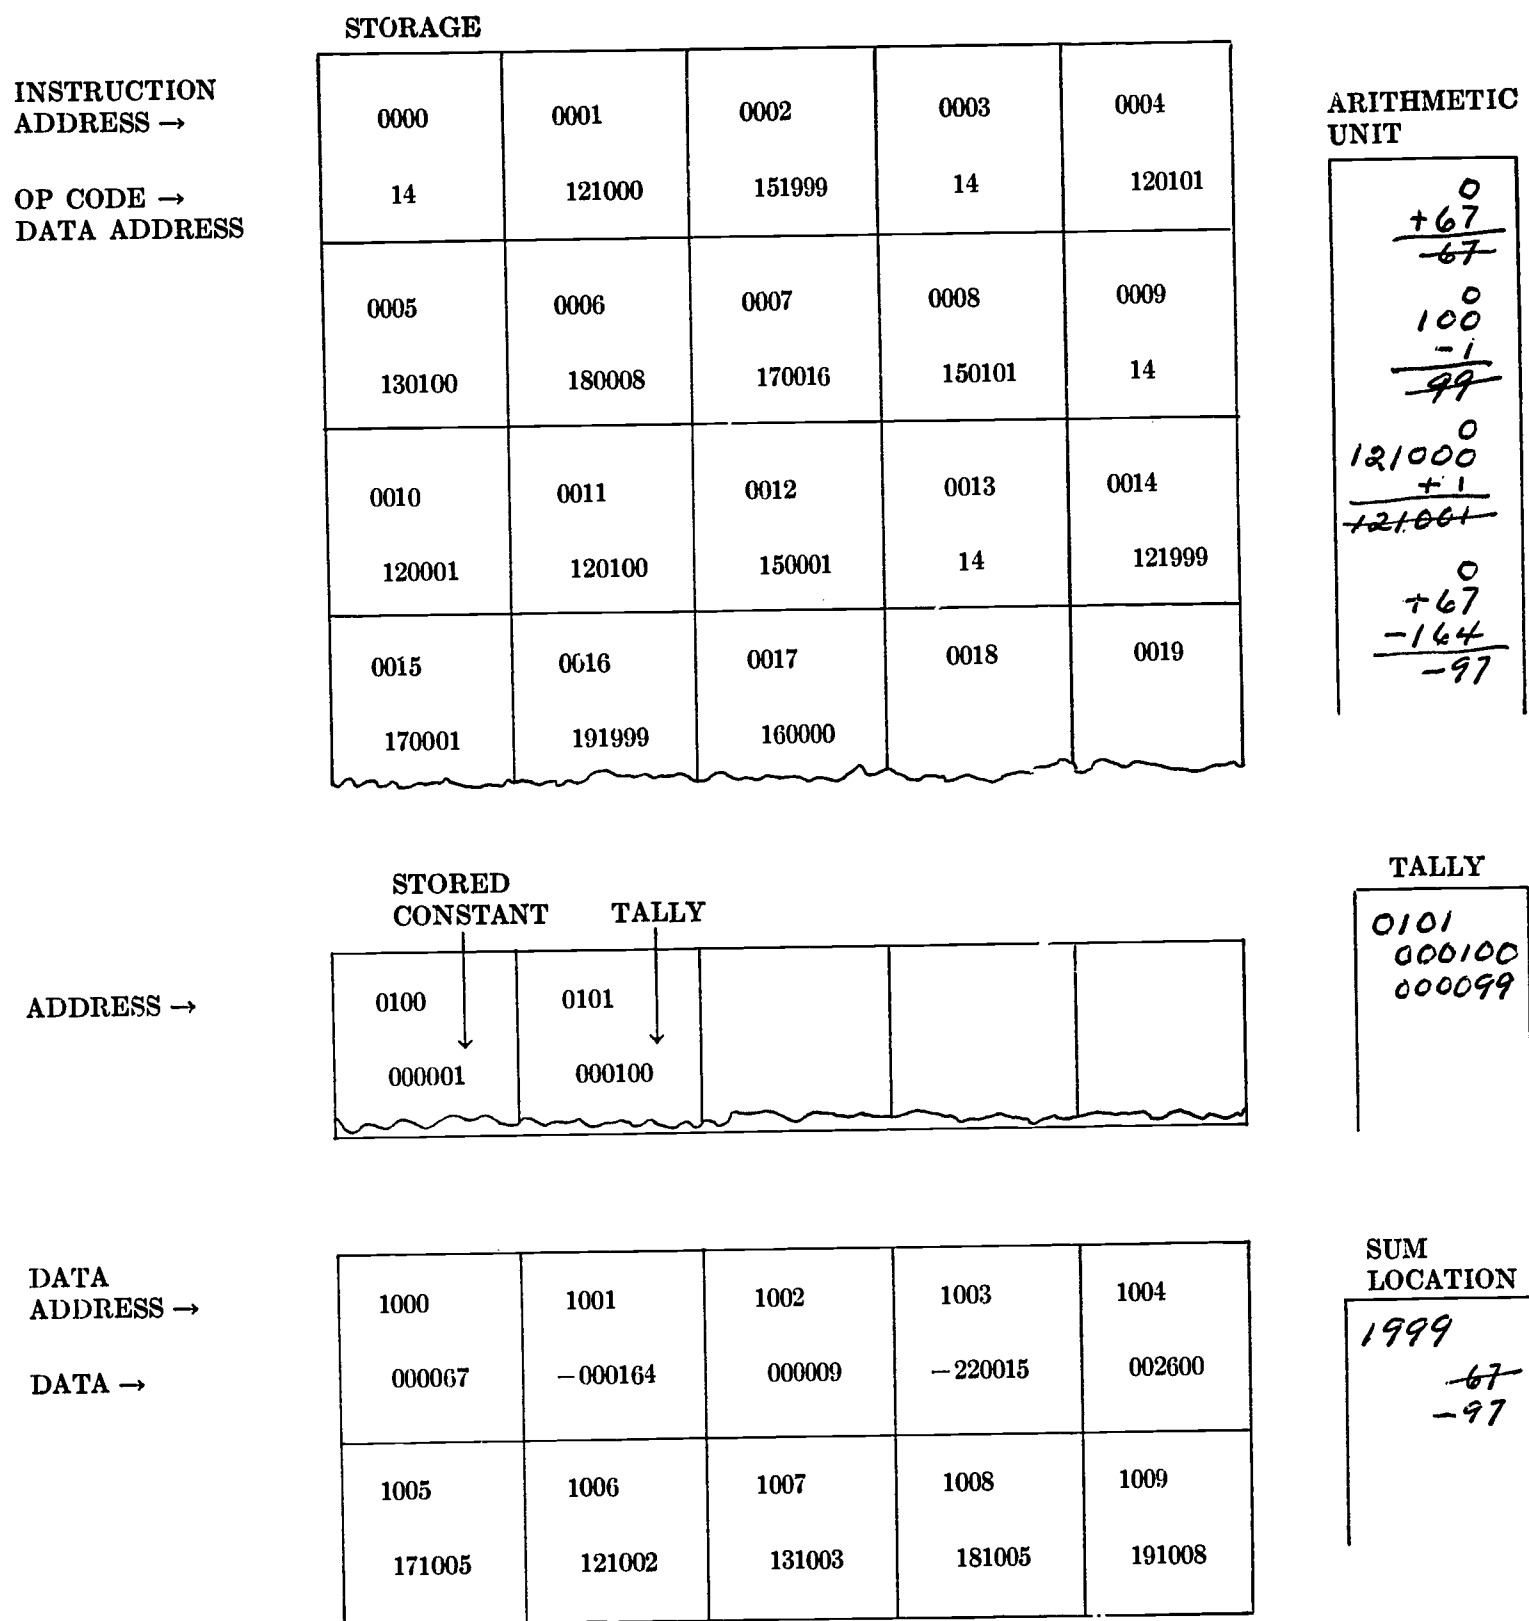 STORAGE
INSTRUCTION
ADDRESS →
0000 0001 0002 0003 0004
OP CODE →
DATA ADDRESS
14 121000 151999 14 120101
0005 0006 0007 0008 0009
130100 180008 170016 150101 14
0010 0011 0012 0013 0014
120001 120100 150001 14 121999
0015 0016 0017 0018 0019
170001 191999 160000
ARITHMETIC
UNIT
0
+67
67
0
100
-1
99
0
121000
+1
121001
0
+67
-164
-97
STORED
CONSTANT
TALLY
ADDRESS →
0100 0101
000001 000100
TALLY
0101
000100
000099
DATA
ADDRESS →
1000 1001 1002 1003 1004
DATA →
000067 -000164 000009 -220015 002600
1005 1006 1007 1008 1009
171005 121002 131003 181005 191008
SUM
LOCATION
1999
67
-97